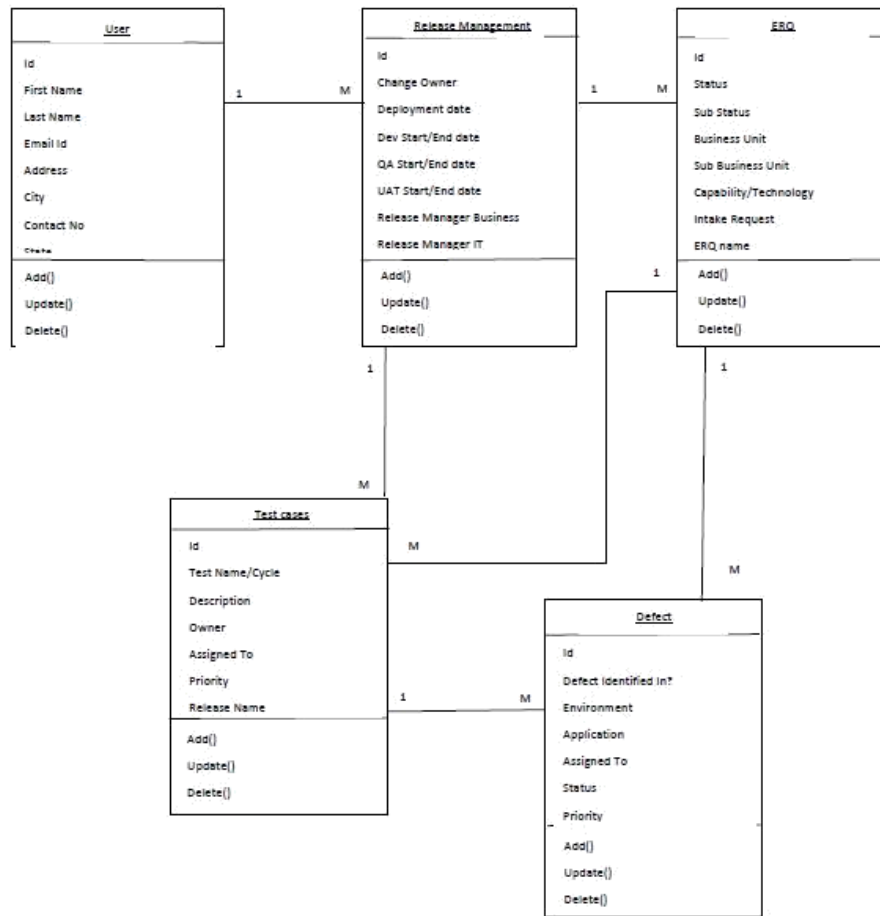 User
Id
First Name
Last Name
Email Id
Address
City
Contact No
State
Add()
Update()
Delete()
1
M
Release Management
Id
Change Owner
Deployment date
Dev Start/End date
QA Start/End date
UAT Start/End date
Release Manager Business
Release Manager IT
Add()
Update()
Delete()
1
M
ERQ
Id
Status
Sub Status
Business Unit
Sub Business Unit
Capability/Technology
Intake Request
ERQ name
Add()
Update()
Delete()
1
1
1
M
M
M
Test cases
Id
Test Name/Cycle
Description
Owner
Assigned To
Priority
Release Name
Add()
Update()
Delete()
1
M
Defect
Id
Defect Identified In?
Environment
Application
Assigned To
Status
Priority
Add()
Update()
Delete()